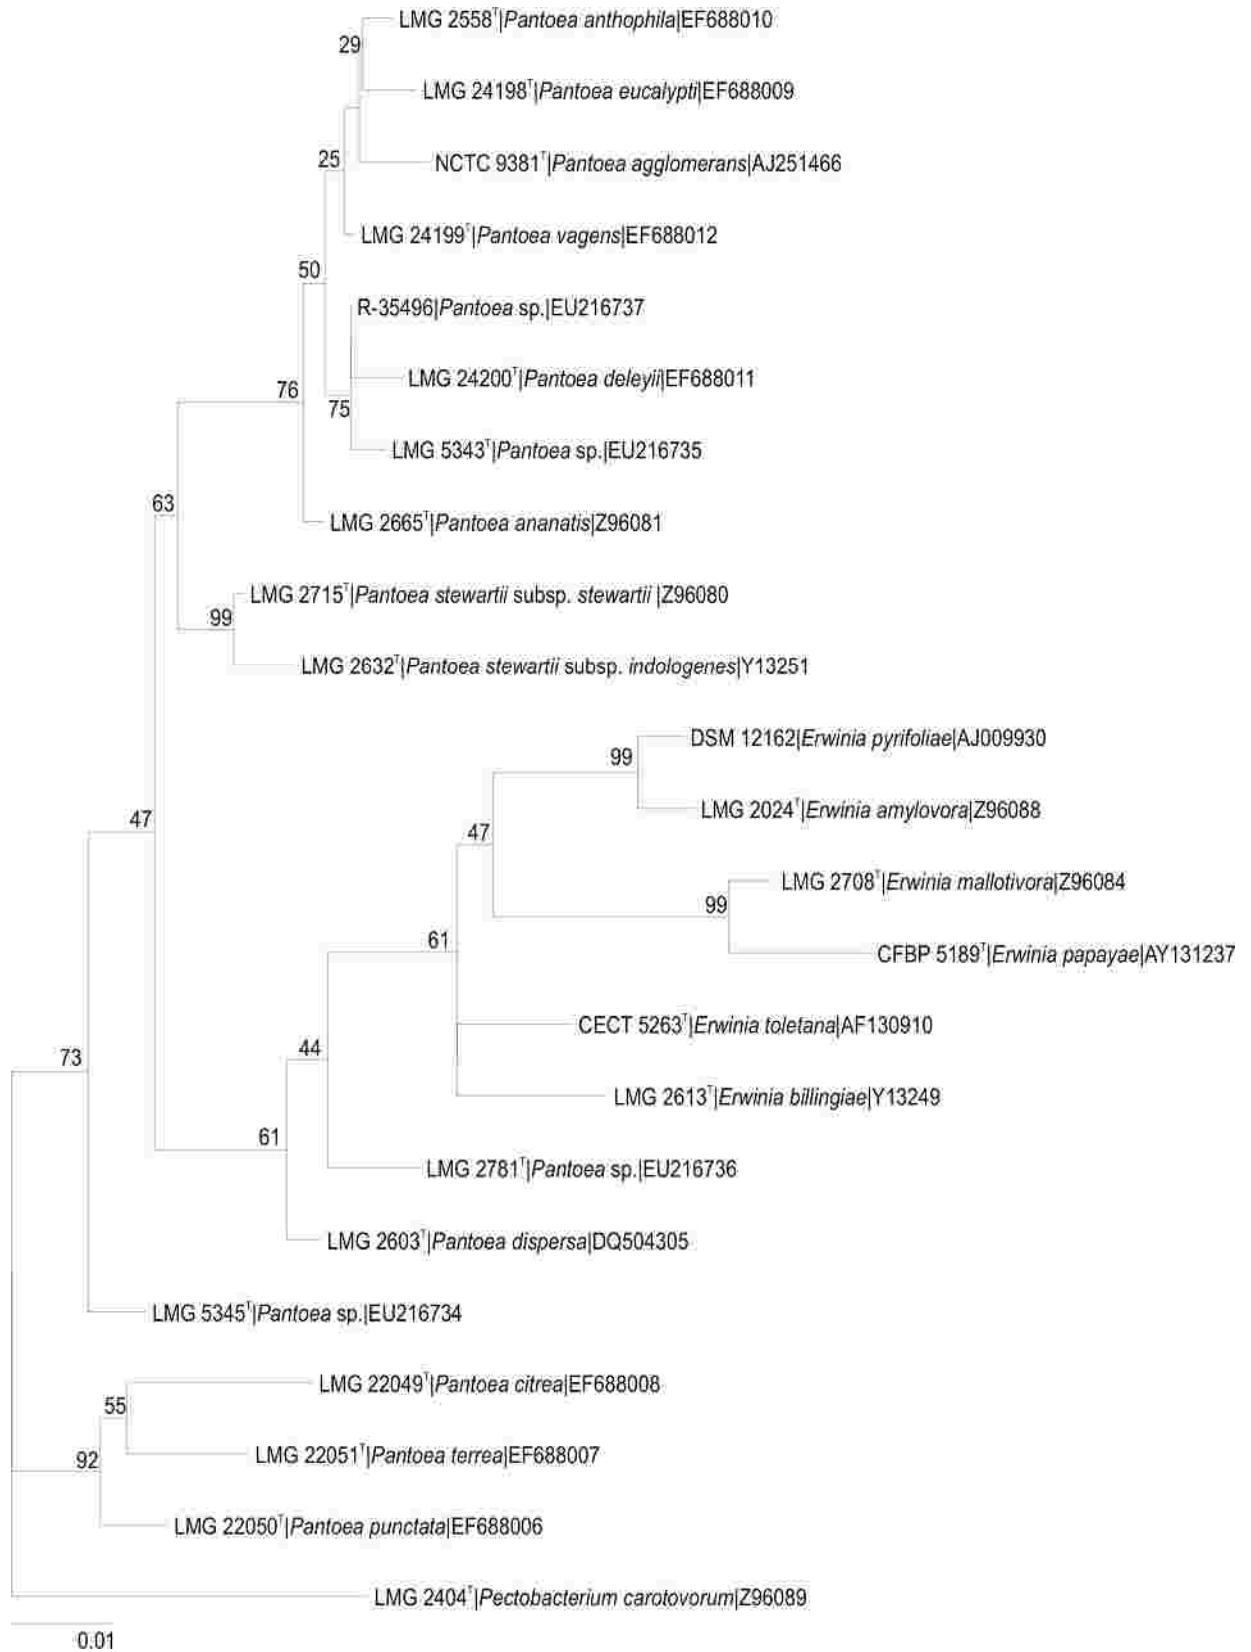 LMG 2558ᵀ|Pantoea anthophila|EF688010
29
LMG 24198ᵀ|Pantoea eucalypti|EF688009
25
NCTC 9381ᵀ|Pantoea agglomerans|AJ251466
LMG 24199ᵀ|Pantoea vagens|EF688012
50
R-35496|Pantoea sp.|EU216737
LMG 24200ᵀ|Pantoea deleyii|EF688011
76
75
LMG 5343ᵀ|Pantoea sp.|EU216735
63
LMG 2665ᵀ|Pantoea ananatis|Z96081
LMG 2715ᵀ|Pantoea stewartii subsp. stewartii |Z96080
99
LMG 2632ᵀ|Pantoea stewartii subsp. indologenes|Y13251
DSM 12162|Erwinia pyrifoliae|AJ009930
99
LMG 2024ᵀ|Erwinia amylovora|Z96088
47
47
LMG 2708ᵀ|Erwinia mallotivora|Z96084
99
61
CFBP 5189ᵀ|Erwinia papayae|AY131237
CECT 5263ᵀ|Erwinia toletana|AF130910
44
73
LMG 2613ᵀ|Erwinia billingiae|Y13249
61
LMG 2781ᵀ|Pantoea sp.|EU216736
LMG 2603ᵀ|Pantoea dispersa|DQ504305
LMG 5345ᵀ|Pantoea sp.|EU216734
LMG 22049ᵀ|Pantoea citrea|EF688008
55
LMG 22051ᵀ|Pantoea terrea|EF688007
92
LMG 22050ᵀ|Pantoea punctata|EF688006
LMG 2404ᵀ|Pectobacterium carotovorum|Z96089
0.01